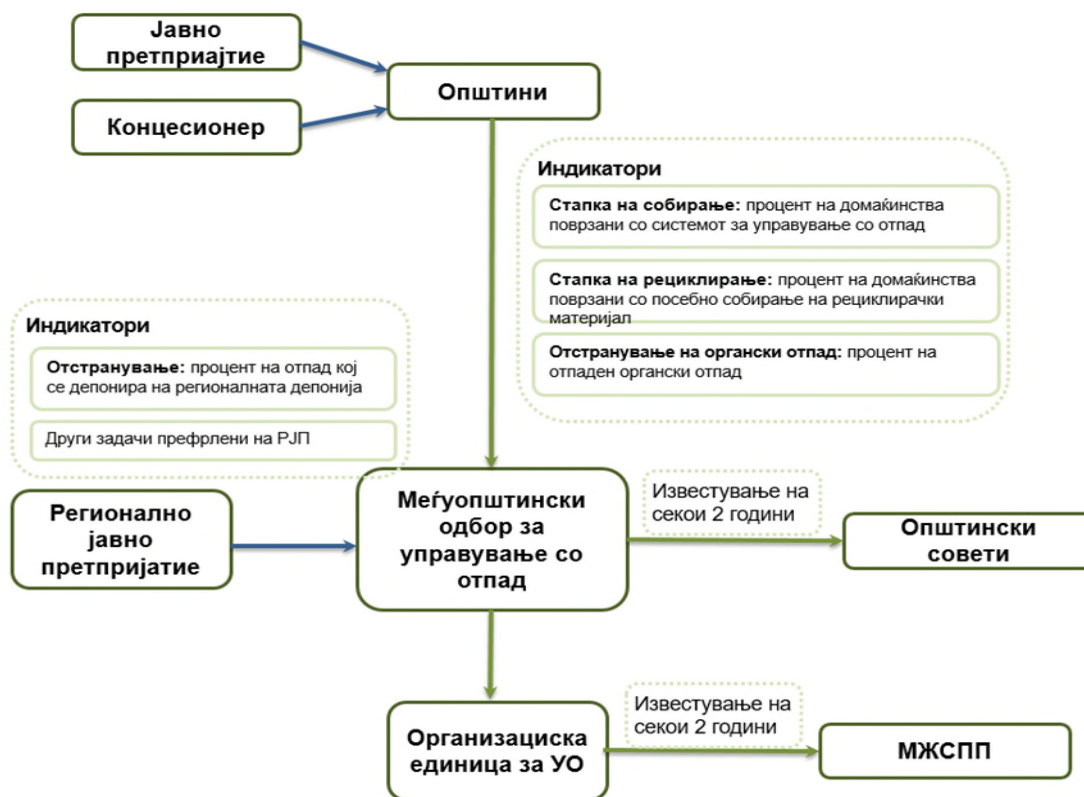 Јавно
претприајтие
Општини
Концесионер
Индикатори
Стапка на собирање: процент на домаќинства
поврзани со системот за управување со отпад
Стапка на рециклирање: процент на домаќинства
поврзани со посебно собирање на рециклирачки
материјал
Отстранување на органски отпад: процент на
отпаден органски отпад
Индикатори
Отстранување: процент на отпад кој
се депонира на регионалната депонија
Други задачи префрлени на РЈП
Регионално
јавно
претпријатие
Меѓуопштински
одбор за
управување со
отпад
Известување на
секои 2 години
Општински
совети
Организациска
единица за УО
Известување на
секои 2 години
МЖСПП